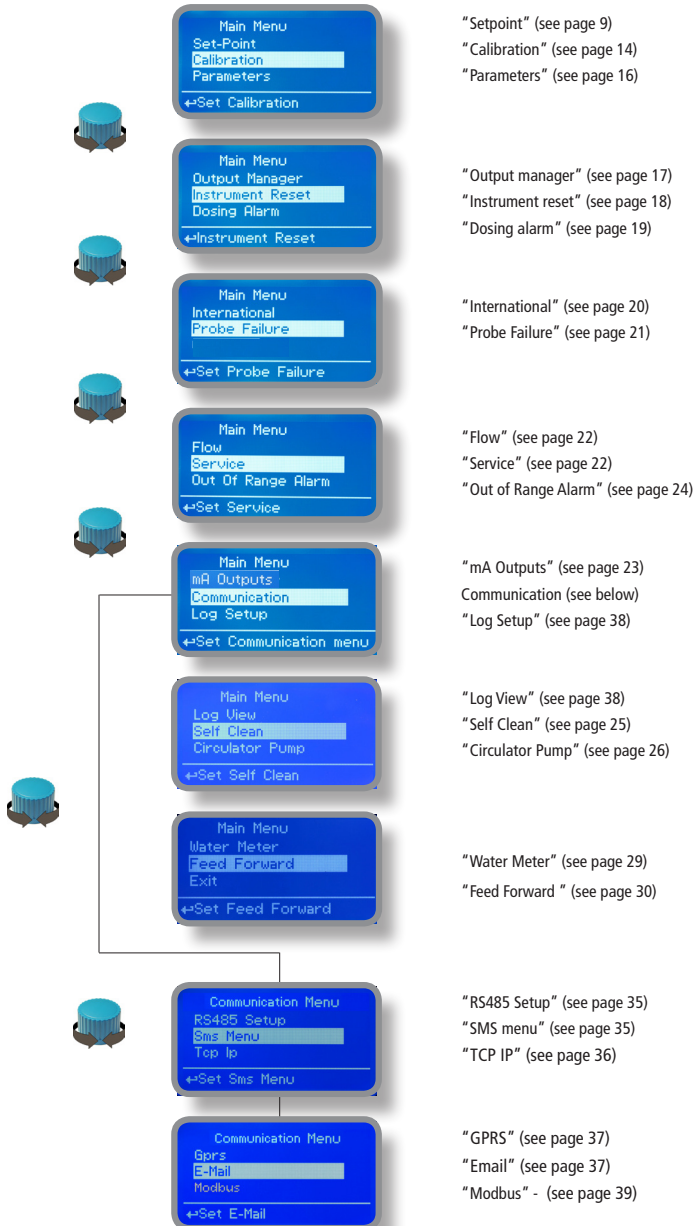 Main Menu
Set-Point
Calibration
Parameters
↩Set Calibration
"Setpoint" (see page 9)
"Calibration" (see page 14)
"Parameters" (see page 16)
Main Menu
Output Manager
Instrument Reset
Dosing Alarm
↩Instrument Reset
"Output manager" (see page 17)
"Instrument reset" (see page 18)
"Dosing alarm" (see page 19)
Main Menu
International
Probe Failure
↩Set Probe Failure
"International" (see page 20)
"Probe Failure" (see page 21)
Main Menu
Flow
Service
Out Of Range Alarm
↩Set Service
"Flow" (see page 22)
"Service" (see page 22)
"Out of Range Alarm" (see page 24)
Main Menu
mA Outputs
Communication
Log Setup
↩Set Communication menu
"mA Outputs" (see page 23)
Communication (see below)
"Log Setup" (see page 38)
Main Menu
Log View
Self Clean
Circulator Pump
↩Set Self Clean
"Log View" (see page 38)
"Self Clean" (see page 25)
"Circulator Pump" (see page 26)
Main Menu
Water Meter
Feed Forward
Exit
↩Set Feed Forward
"Water Meter" (see page 29)
"Feed Forward " (see page 30)
Communication Menu
RS485 Setup
Sms Menu
Tcp Ip
↩Set Sms Menu
"RS485 Setup" (see page 35)
"SMS menu" (see page 35)
"TCP IP" (see page 36)
Communication Menu
Gprs
E-Mail
Modbus
↩Set E-Mail
"GPRS" (see page 37)
"Email" (see page 37)
"Modbus" - (see page 39)